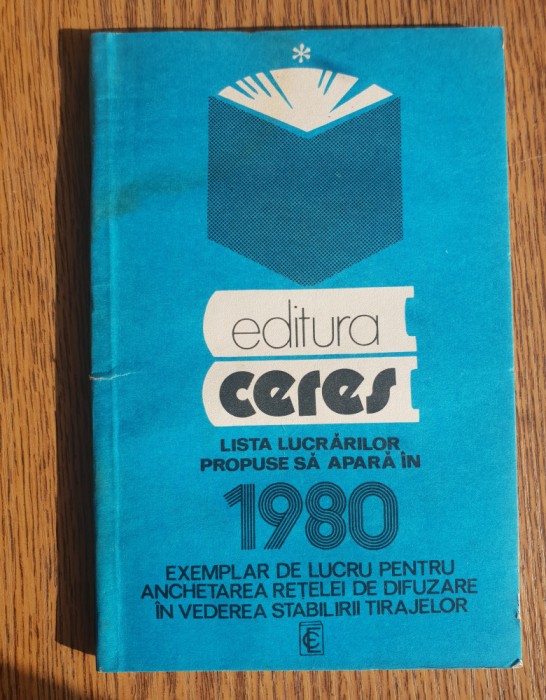 *
editura
ceres
LISTA LUCRĂRILOR
PROPUSE SĂ APARĂ ÎN
1980
EXEMPLAR DE LUCRU PENTRU
ANCHETAREA REȚELEI DE DIFUZARE
ÎN VEDEREA STABILIRII TIRAJELOR
CE